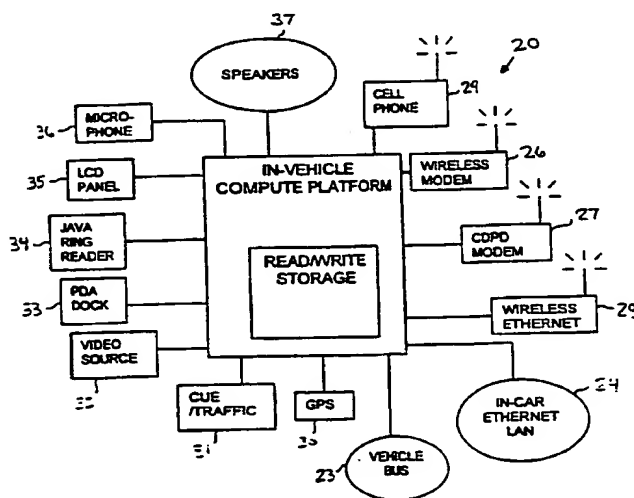 37
SPEAKERS
20
CELL
PHONE
29
36
MICRO-
PHONE
IN-VEHICLE
COMPUTE PLATFORM
WIRELESS
MODEM
26
35
LCD
PANEL
34
JAVA
RING
READER
READ/WRITE
STORAGE
CDPD
MODEM
27
33
PDA
DOCK
WIRELESS
ETHERNET
VIDEO
SOURCE
CUE
/TRAFFIC
GPS
30
IN-CAR
ETHERNET
LAN
24
23
VEHICLE
BUS